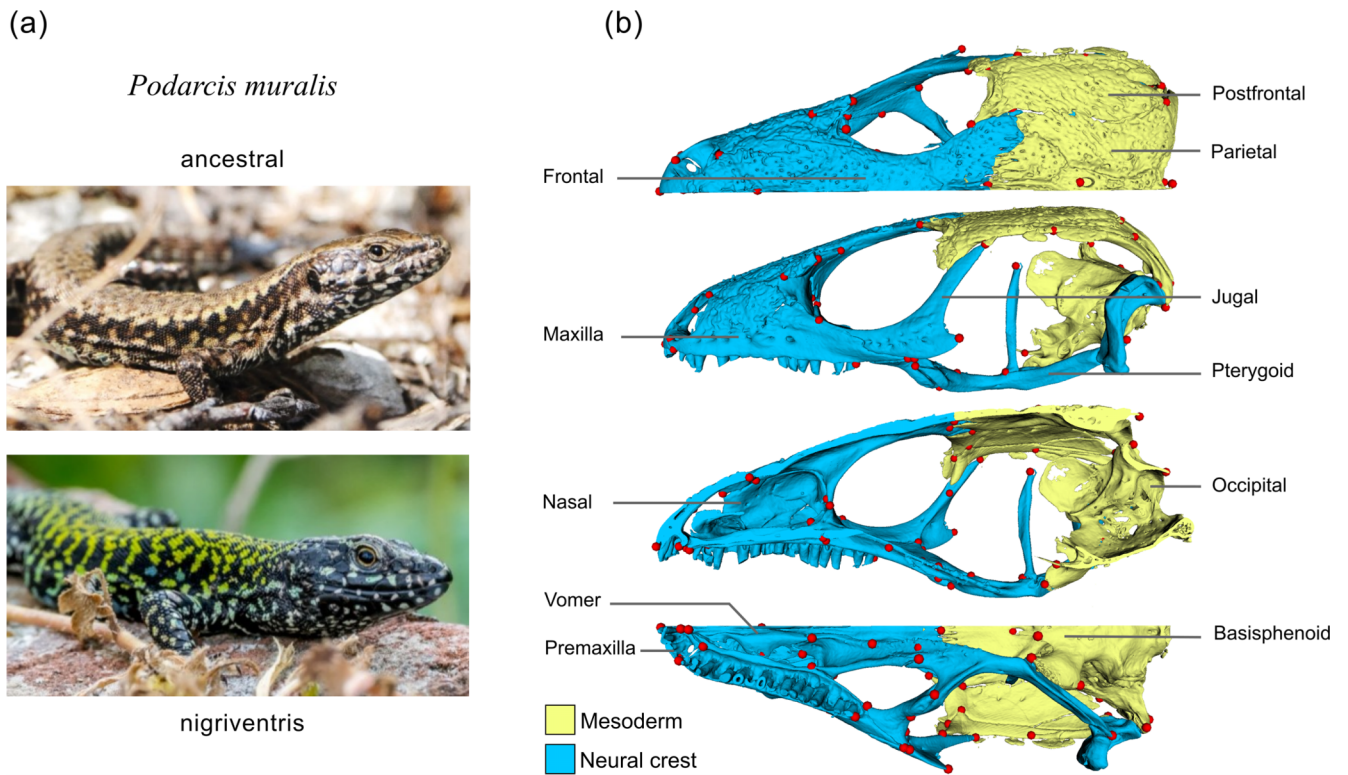 (a)
Podarcis muralis
ancestral
nigriventris
(b)
Postfrontal
Parietal
Frontal
Jugal
Maxilla
Pterygoid
Nasal
Occipital
Vomer
Premaxilla
Basisphenoid
Mesoderm
Neural crest